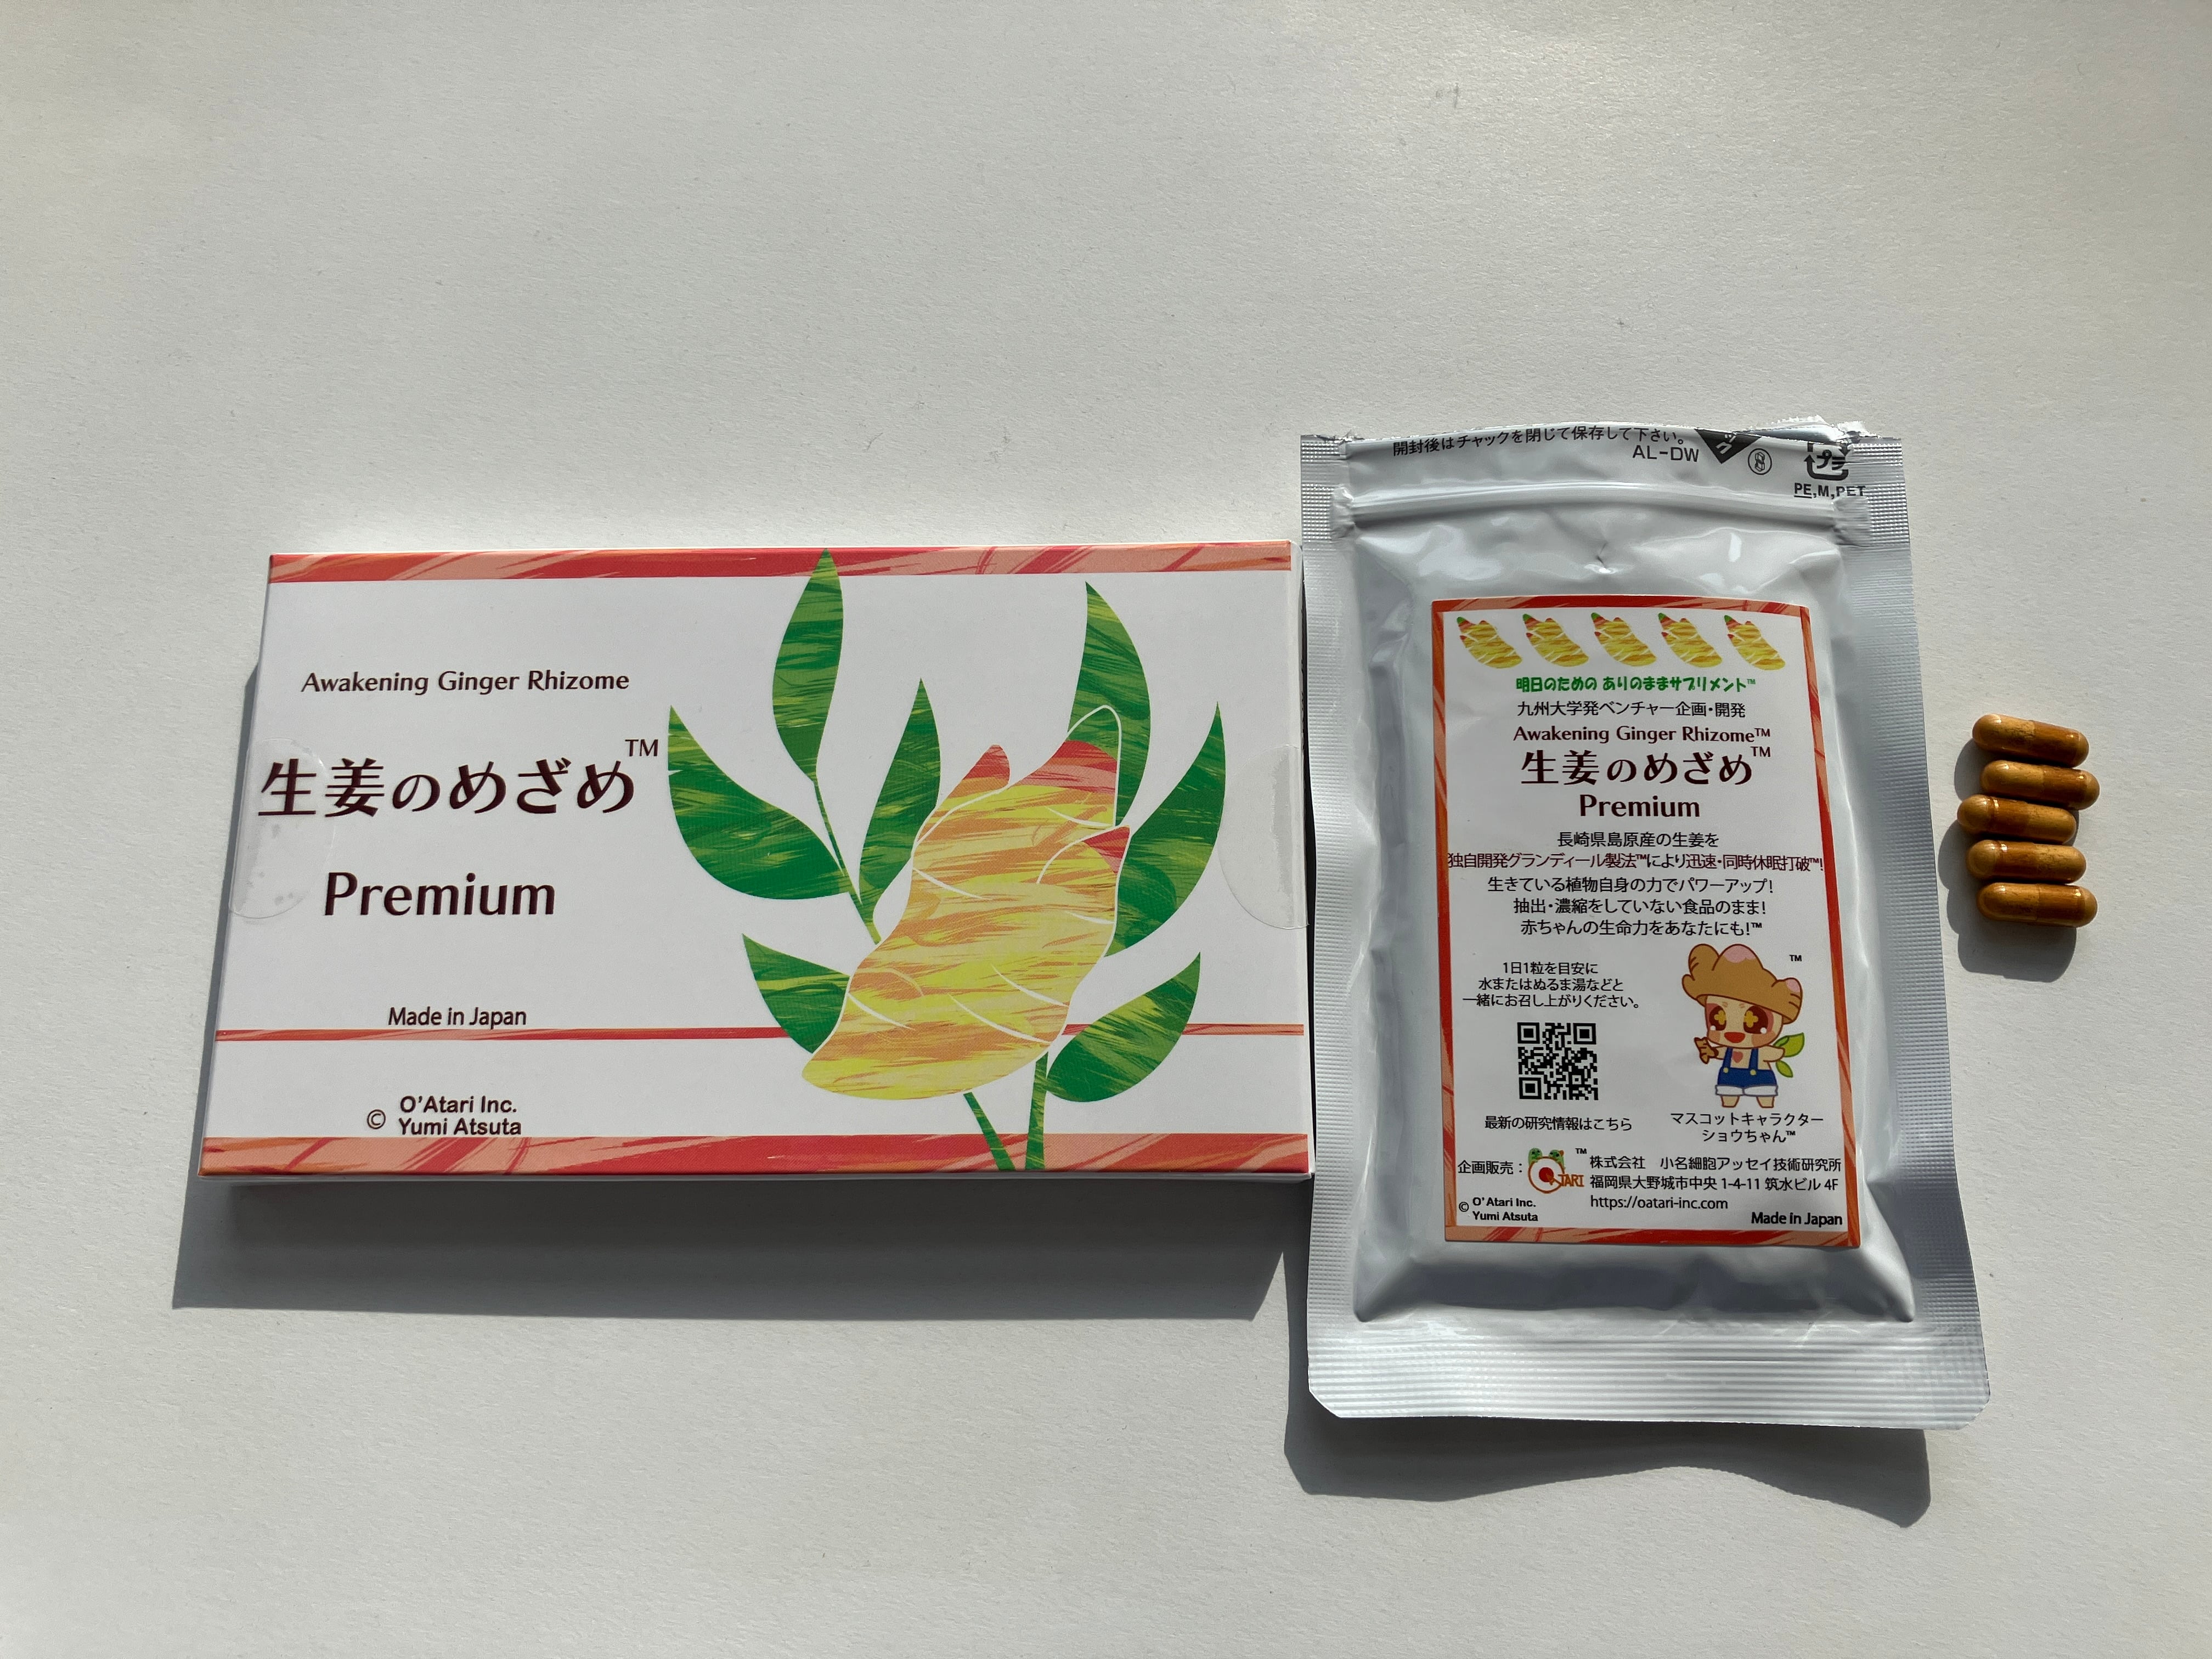 Awakening Ginger Rhizome
生姜のめざめ™
Premium
Made in Japan
© O'Atari Inc.
Yumi Atsuta
開封後はチャックを閉じて保存して下さい。
AL-DW
プラ
PE,M,PET
明日のための ありのままサプリメント™
九州大学発ベンチャー企画・開発
Awakening Ginger Rhizome™
生姜のめざめ™
Premium
長崎県島原産の生姜を
独自開発グランディール製法™により迅速・同時休眠打破™!
生きている植物自身の力でパワーアップ!
抽出・濃縮をしていない食品のまま!
赤ちゃんの生命力をあなたにも!™
1日1粒を目安に
水またはぬるま湯などと
一緒にお召し上がりください。
最新の研究情報はこちら
™
マスコットキャラクター
ショウちゃん™
企画販売:
ATARI ™
株式会社 小名細胞アッセイ技術研究所
福岡県大野城市中央 1-4-11 筑水ビル 4F
https://oatari-inc.com
© O'Atari Inc.
Yumi Atsuta
Made in Japan